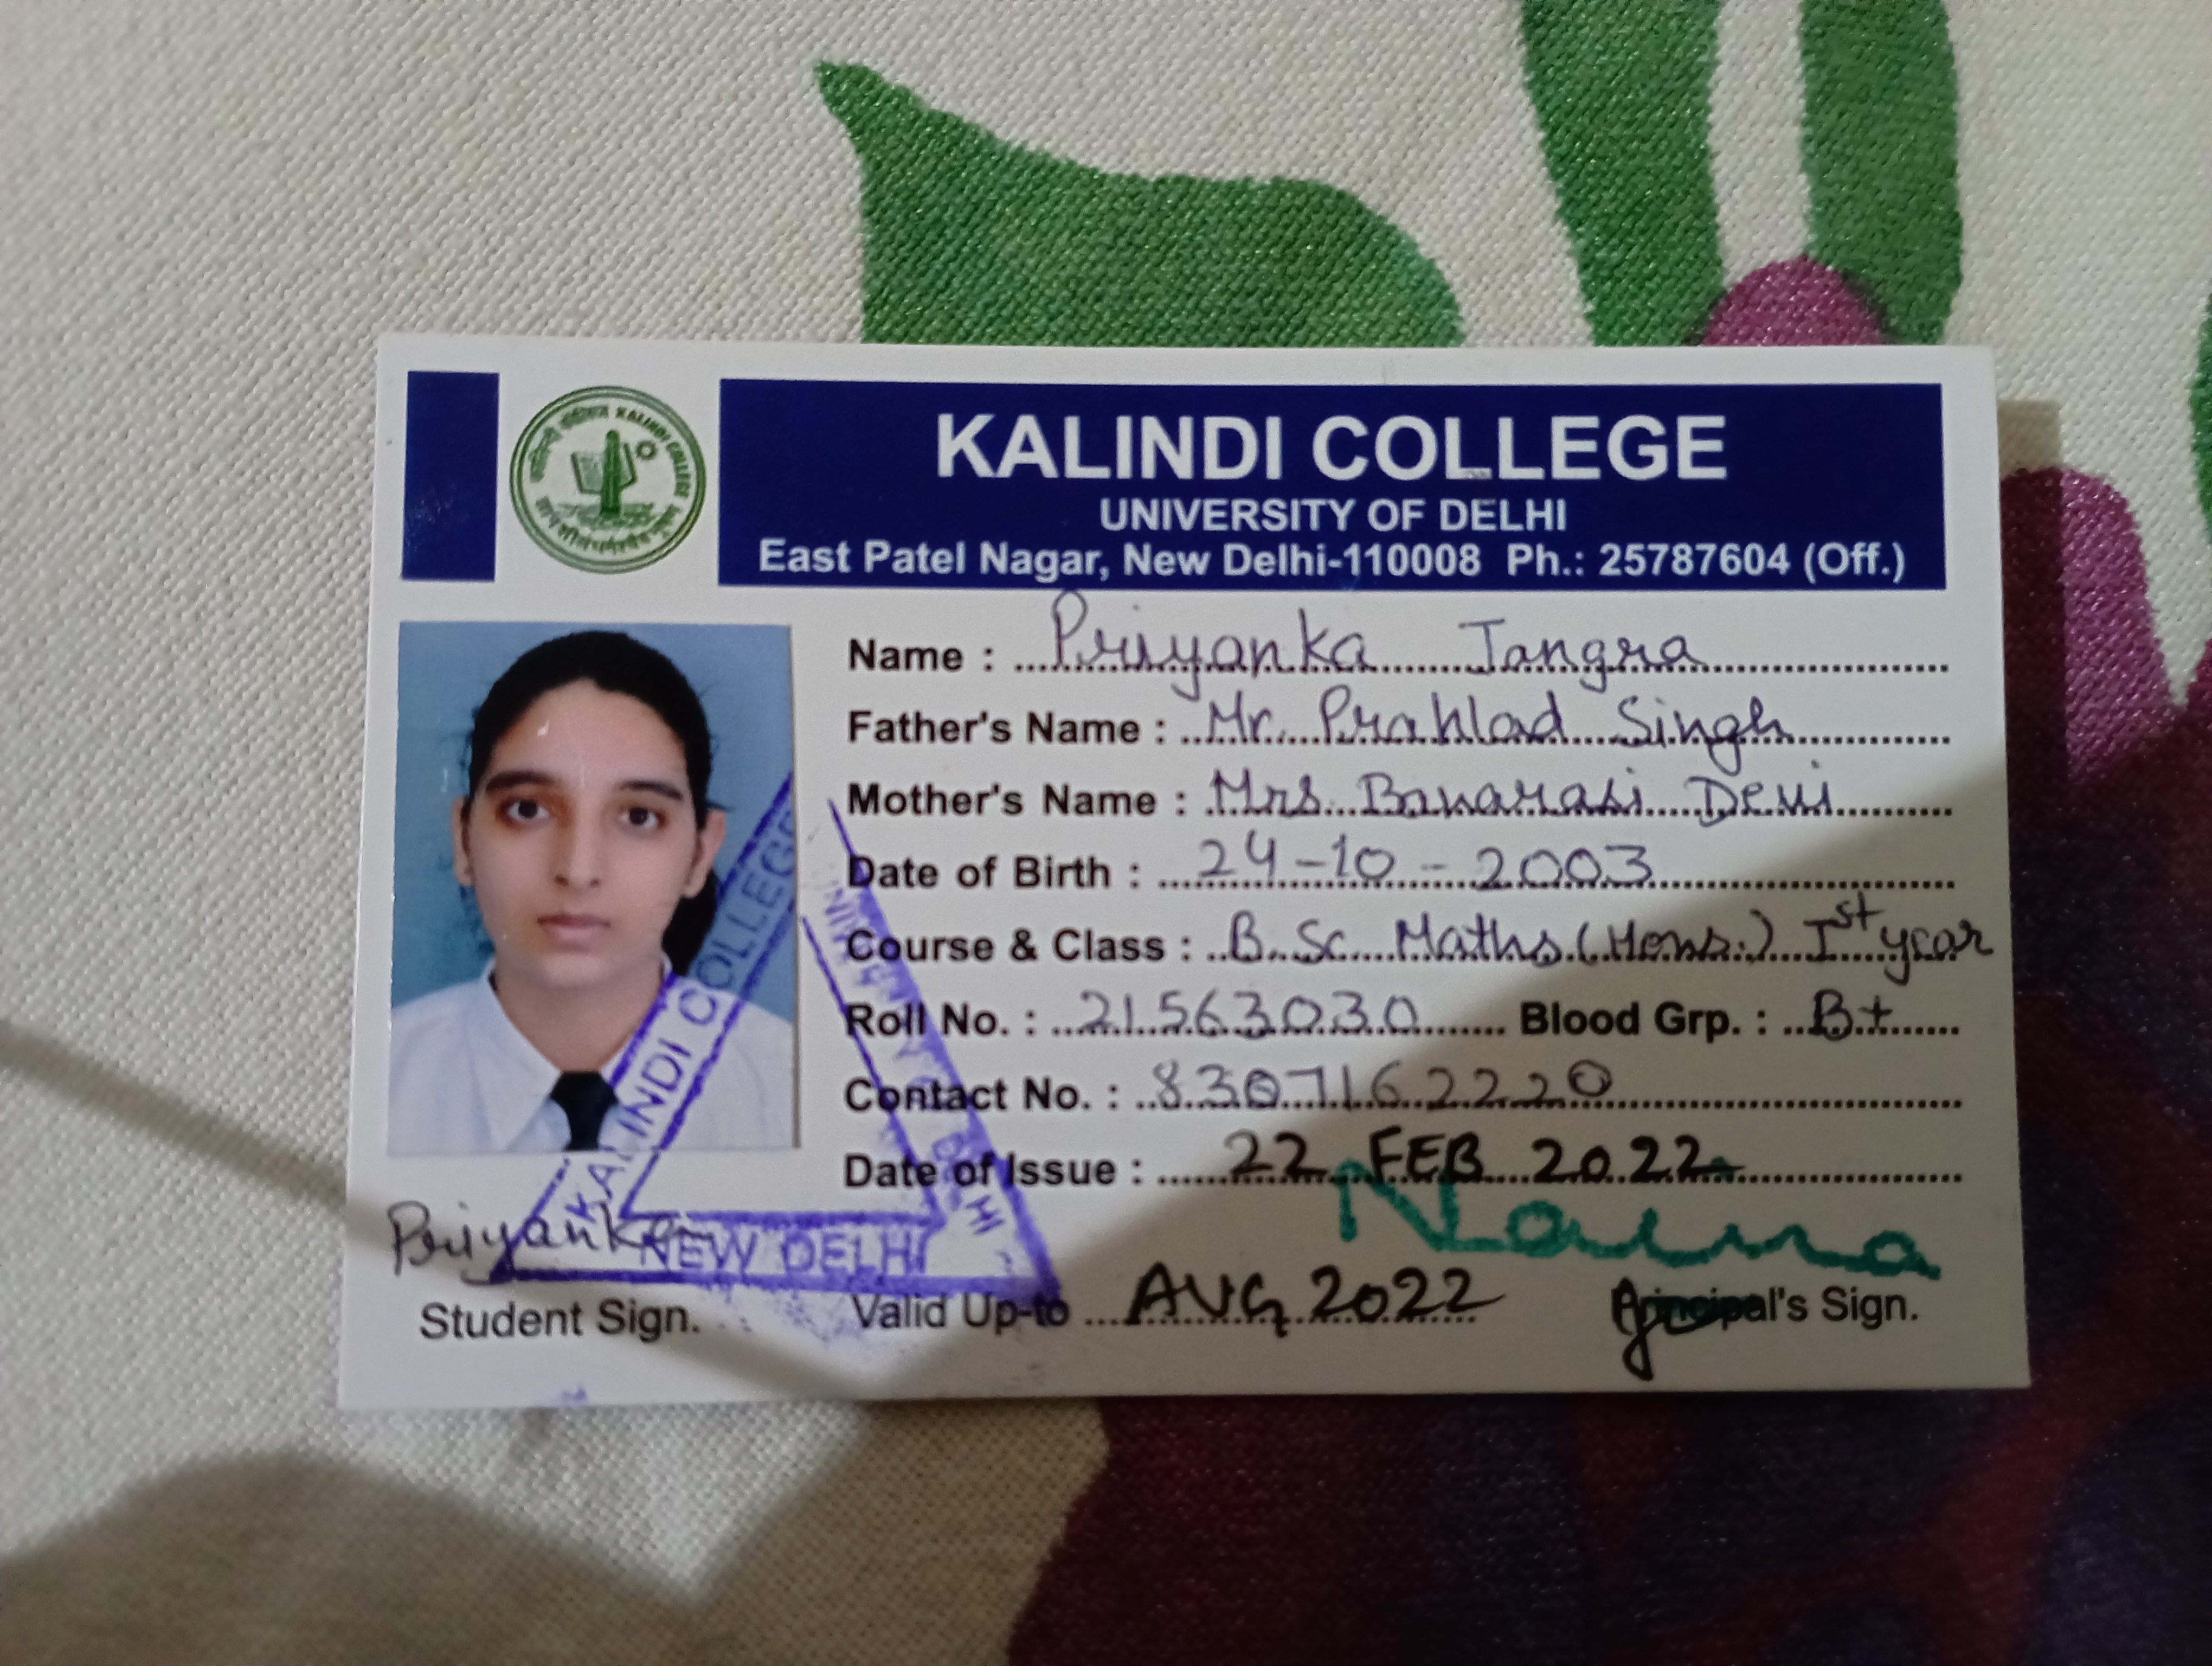 KALINDI COLLEGE
UNIVERSITY OF DELHI
East Patel Nagar, New Delhi-110008 Ph.: 25787604 (Off.)
KALINDI COLLEGE
Name : Priyanka Jangra
Father's Name : Mr. Prahlad Singh
Mother's Name : Mrs. Banarasi Devi
Date of Birth : 24-10-2003
Course & Class : B.Sc. Maths (Hons.) Ist year
Roll No. : 21563030 Blood Grp. : B+
Contact No. : 8307162220
Date of Issue : 22 FEB 2022
KALINDI COLLEGE
NEW DELHI
Priyanka
Student Sign. : Valid Up-to AUG 2022 Principal's Sign.